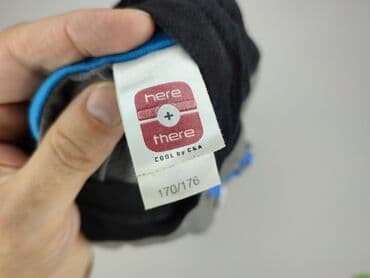 here
+
there
COOL by C&A
170/176